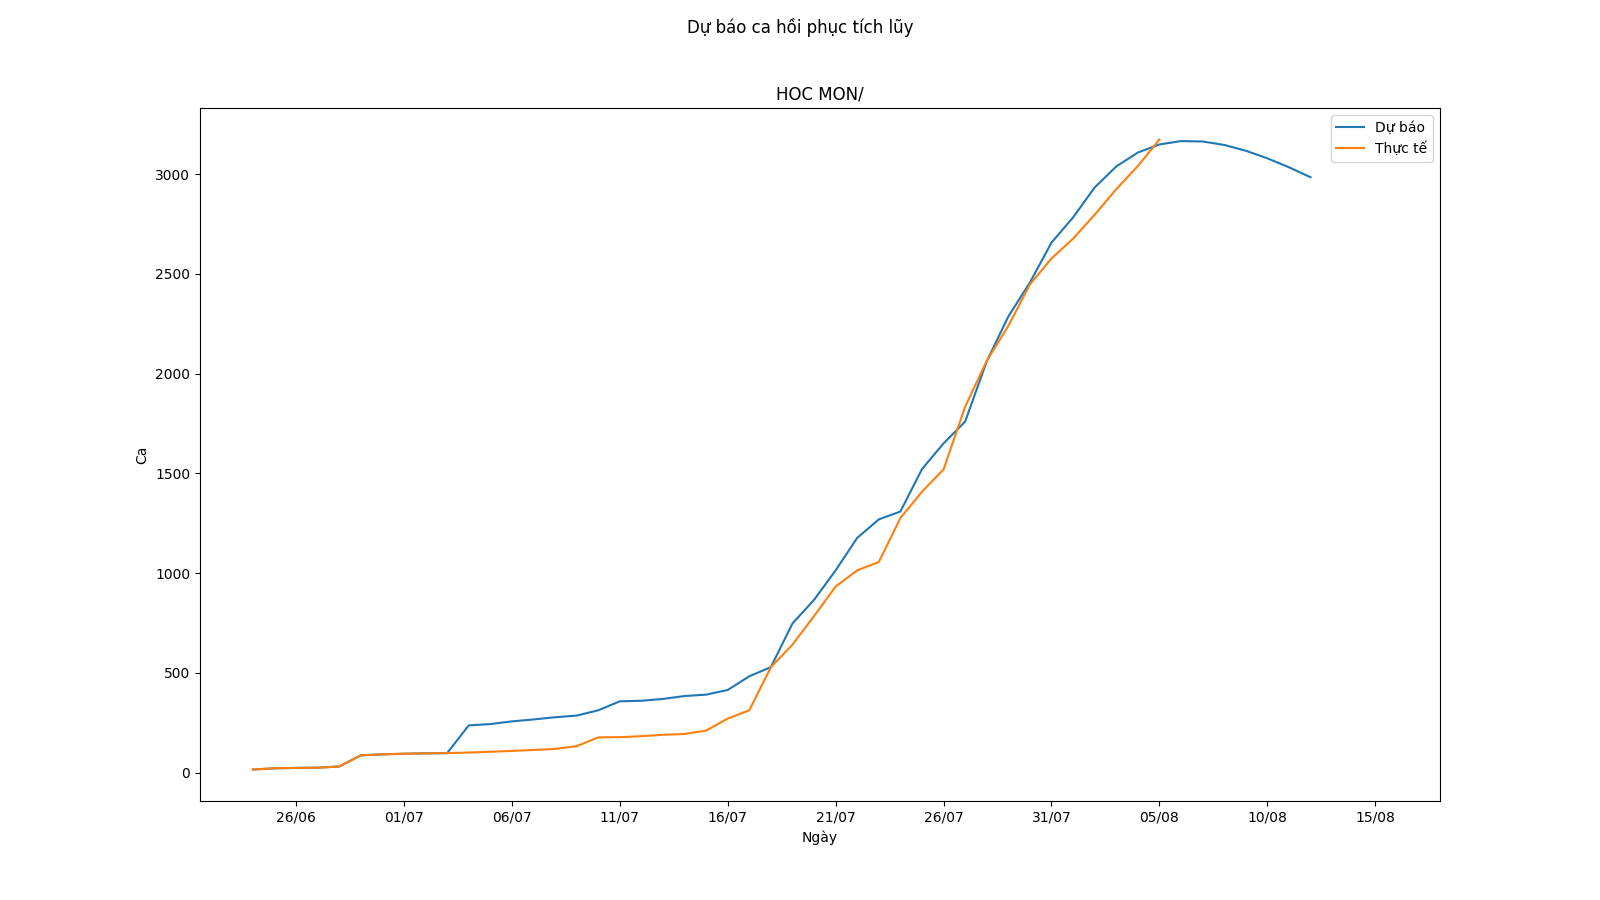 Dự báo ca hồi phục tích lũy
HOC MON/
Dự báo
Thực tế
3000
2500
2000
1500
1000
500
0
Ca
26/06 01/07 06/07 11/07 16/07 21/07 26/07 31/07 05/08 10/08 15/08
Ngày